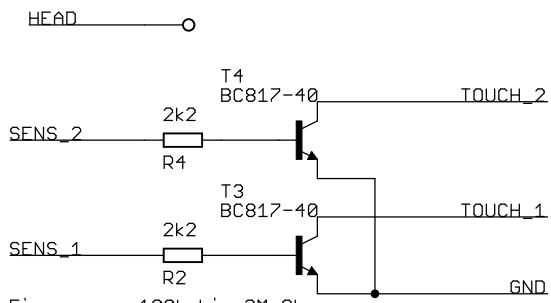 HEAD
T4
BC817-40
TOUCH_2
2k2
SENS_2
R4
T3
BC817-40
TOUCH_1
2k2
SENS_1
R2
GND